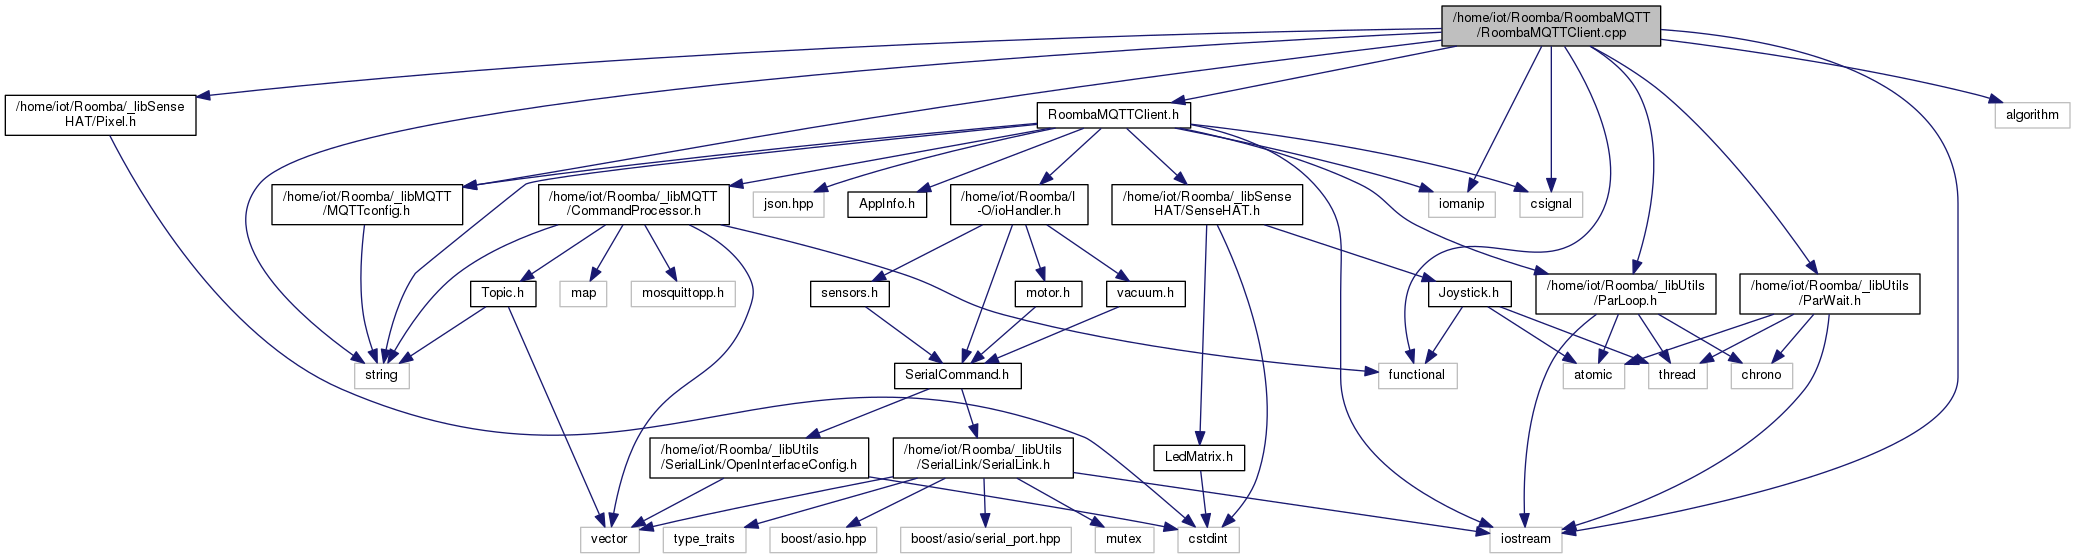 /home/iot/Roomba/RoombaMQTT
/RoombaMQTTClient.cpp
/home/iot/Roomba/_libSense
HAT/Pixel.h
RoombaMQTTClient.h
algorithm
/home/iot/Roomba/_libMQTT
/MQTTconfig.h
/home/iot/Roomba/_libMQTT
/CommandProcessor.h
json.hpp
AppInfo.h
/home/iot/Roomba/I
-O/ioHandler.h
/home/iot/Roomba/_libSense
HAT/SenseHAT.h
iomanip
csignal
Topic.h
map
mosquittopp.h
sensors.h
motor.h
vacuum.h
Joystick.h
/home/iot/Roomba/_libUtils
/ParLoop.h
/home/iot/Roomba/_libUtils
/ParWait.h
string
SerialCommand.h
functional
atomic
thread
chrono
/home/iot/Roomba/_libUtils
/SerialLink/OpenInterfaceConfig.h
/home/iot/Roomba/_libUtils
/SerialLink/SerialLink.h
LedMatrix.h
vector
type_traits
boost/asio.hpp
boost/asio/serial_port.hpp
mutex
cstdint
iostream